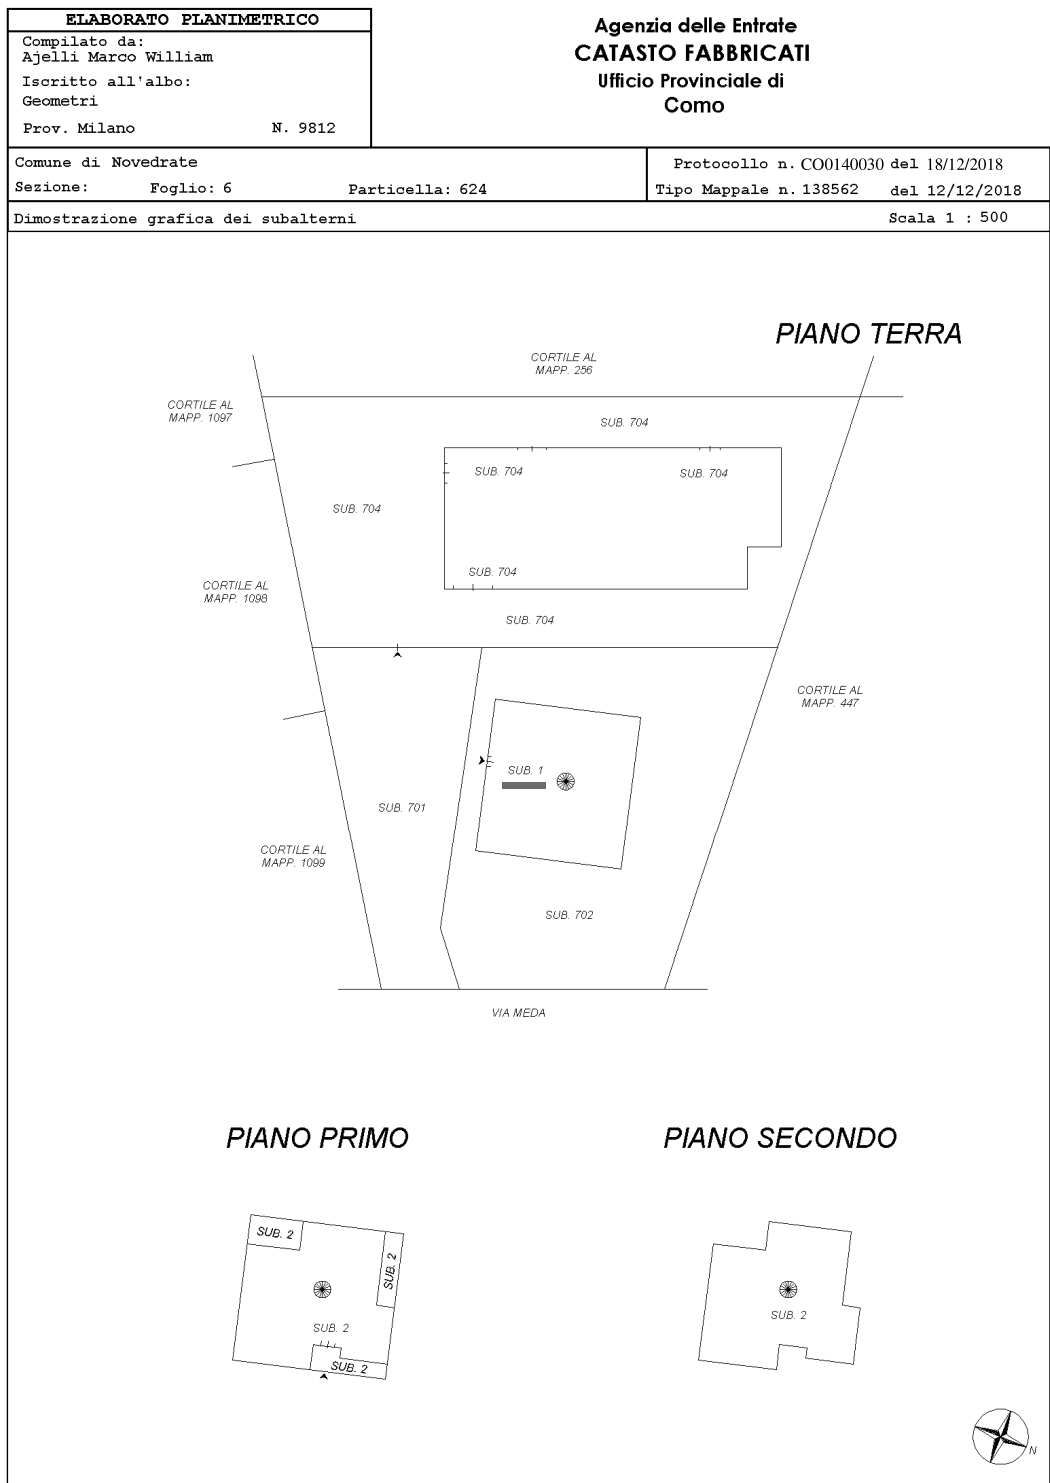 ELABORATO PLANIMETRICO
Compilato da:
Ajelli Marco William
Iscritto all'albo:
Geometri
Prov. Milano N. 9812
Agenzia delle Entrate
CATASTO FABBRICATI
Ufficio Provinciale di
Como
Comune di Novedrate
Sezione: Foglio: 6 Particella: 624
Protocollo n. CO0140030 del 18/12/2018
Tipo Mappale n. 138562 del 12/12/2018
Dimostrazione grafica dei subalterni Scala 1 : 500
PIANO TERRA
CORTILE AL
MAPP. 256
CORTILE AL
MAPP. 1097
SUB. 704
SUB. 704
SUB. 704
SUB. 704
SUB. 704
CORTILE AL
MAPP. 1098
SUB. 704
CORTILE AL
MAPP. 447
SUB. 1
SUB. 701
CORTILE AL
MAPP. 1099
SUB. 702
VIA MEDA
PIANO PRIMO
PIANO SECONDO
SUB. 2
SUB. 2
SUB. 2
SUB. 2
SUB. 2
N